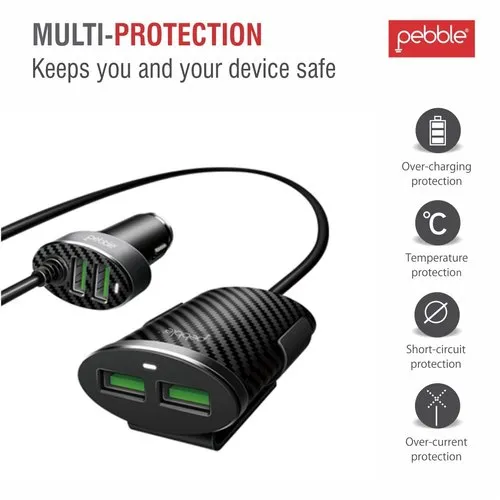 MULTI-PROTECTION
Keeps you and your device safe
pebble
Over-charging
protection
°C
Temperature
protection
Short-circuit
protection
Over-current
protection
pebble
pebble